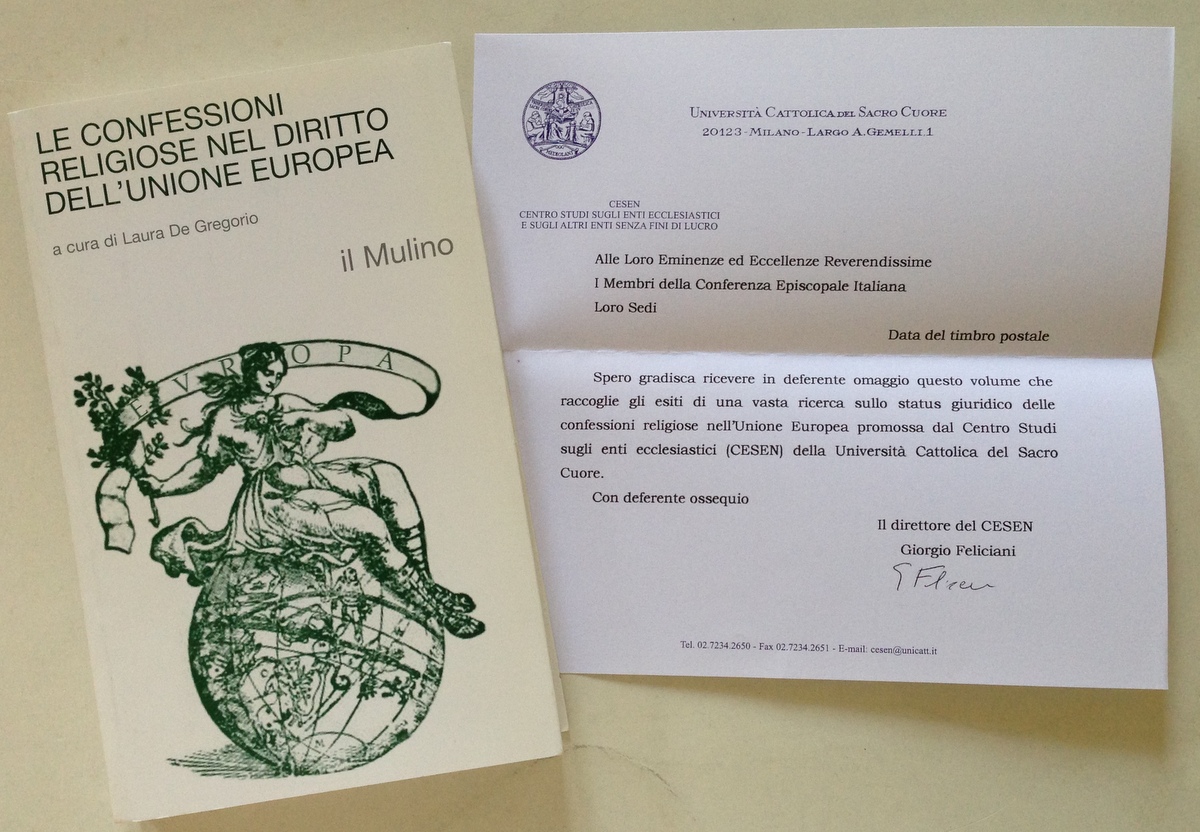 LE CONFESSIONI
RELIGIOSE NEL DIRITTO
DELL'UNIONE EUROPEA
a cura di Laura De Gregorio
il Mulino
EVROPA
Università Cattolica del Sacro Cuore
20123 - Milano - Largo A. Gemelli, 1
CESEN
CENTRO STUDI SUGLI ENTI ECCLESIASTICI
E SUGLI ALTRI ENTI SENZA FINI DI LUCRO
Alle Loro Eminenze ed Eccellenze Reverendissime
I Membri della Conferenza Episcopale Italiana
Loro Sedi
Data del timbro postale
Spero gradisca ricevere in deferente omaggio questo volume che
raccoglie gli esiti di una vasta ricerca sullo status giuridico delle
confessioni religiose nell'Unione Europea promossa dal Centro Studi
sugli enti ecclesiastici (CESEN) della Università Cattolica del Sacro
Cuore.
Con deferente ossequio
Il direttore del CESEN
Giorgio Feliciani
Tel. 02.7234.2650 - Fax 02.7234.2651 - E-mail: cesen@unicatt.it